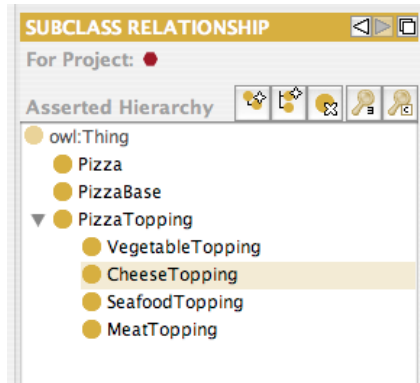 SUBCLASS RELATIONSHIP
For Project:
Asserted Hierarchy
owl:Thing
Pizza
PizzaBase
PizzaTopping
VegetableTopping
CheeseTopping
SeafoodTopping
MeatTopping